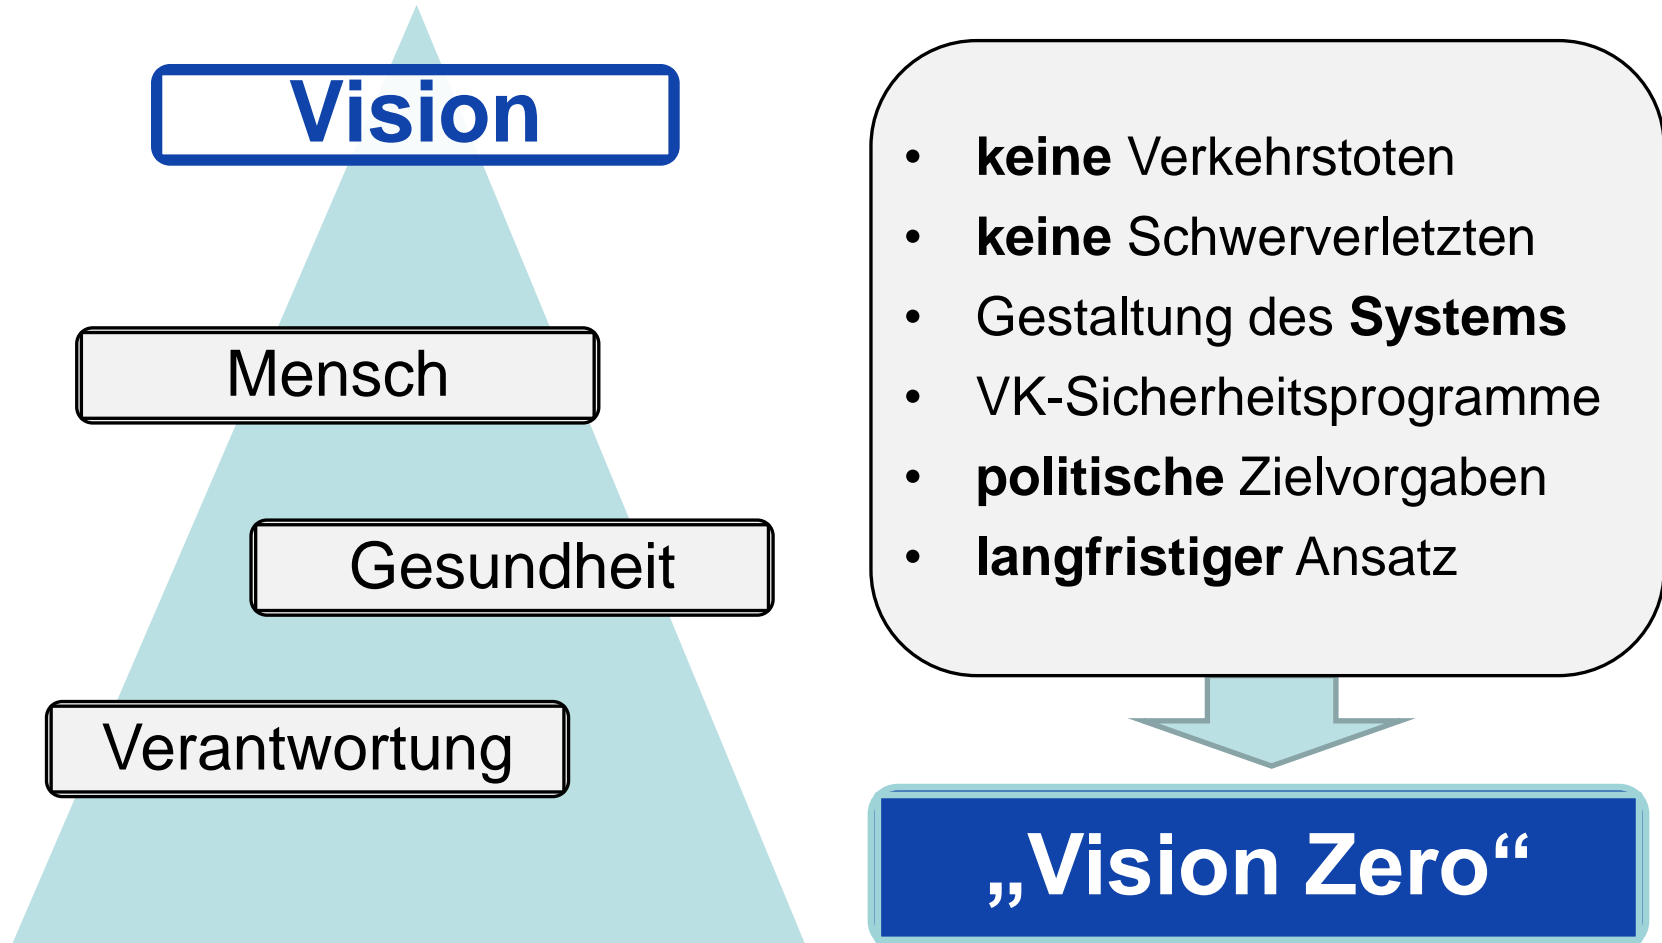 Vision
Mensch
Gesundheit
Verantwortung
• keine Verkehrstoten
• keine Schwerverletzten
• Gestaltung des Systems
• VK-Sicherheitsprogramme
• politische Zielvorgaben
• langfristiger Ansatz
„Vision Zero“